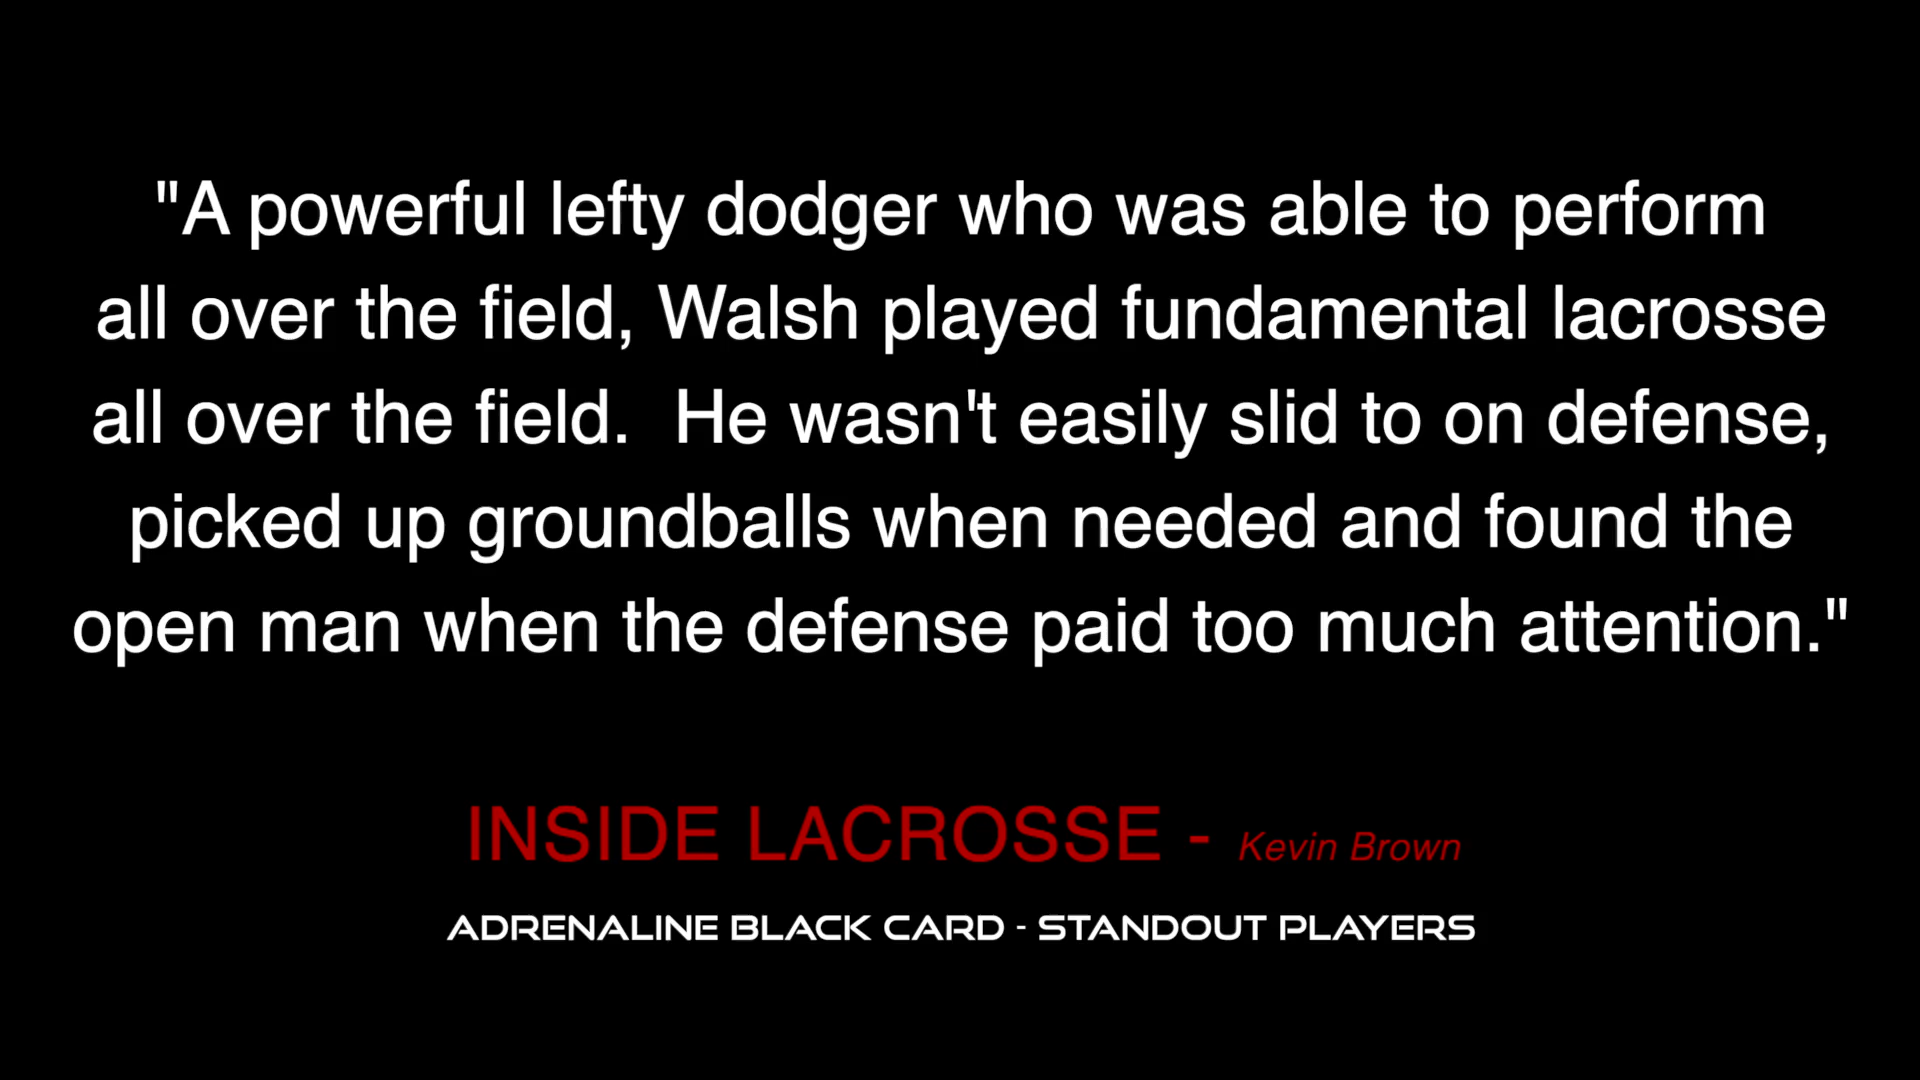 "A powerful lefty dodger who was able to perform
all over the field, Walsh played fundamental lacrosse
all over the field.  He wasn't easily slid to on defense,
picked up groundballs when needed and found the
open man when the defense paid too much attention."
INSIDE LACROSSE - Kevin Brown
ADRENALINE BLACK CARD - STANDOUT PLAYERS